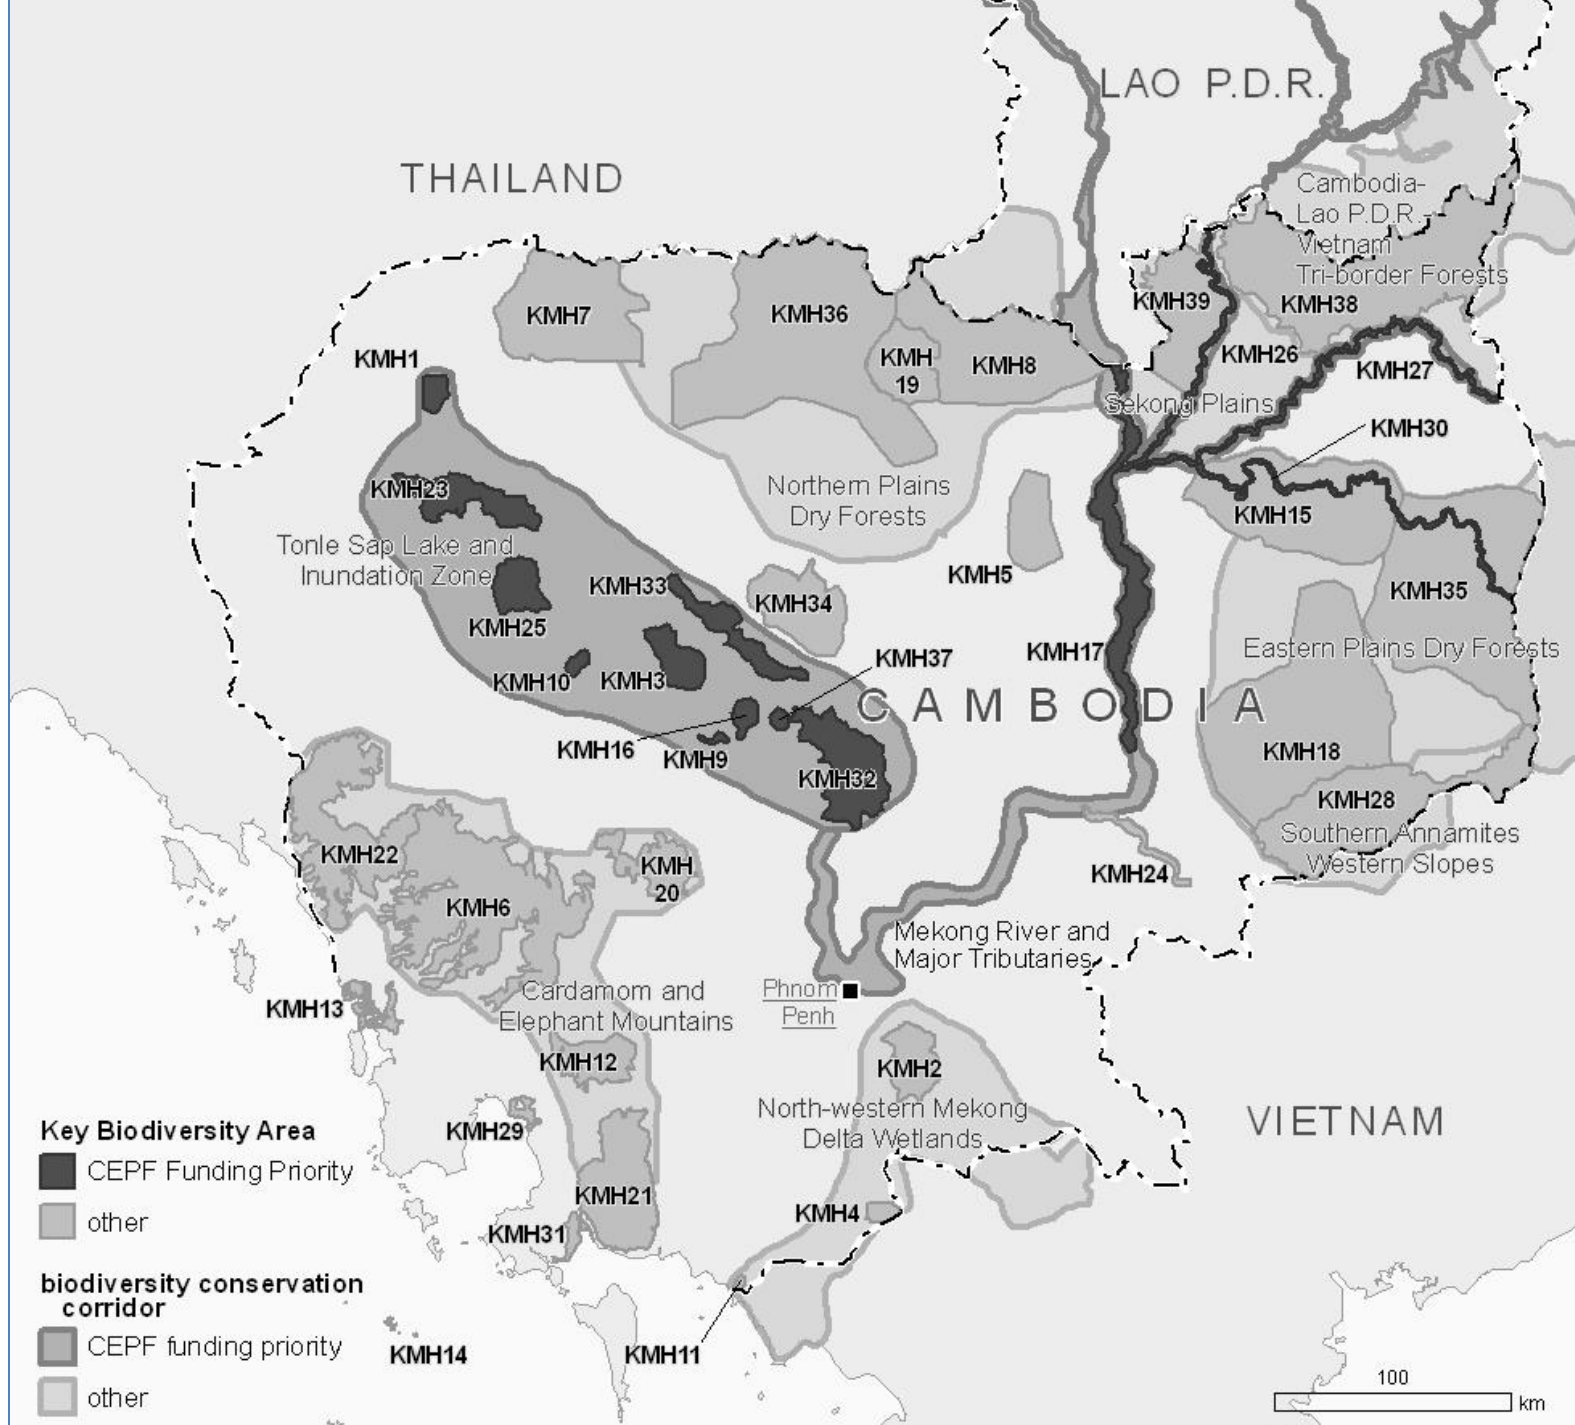 LAO P.D.R.
THAILAND
Cambodia-
Lao P.D.R.-
Vietnam
Tri-border Forests
KMH39
KMH38
KMH7
KMH36
KMH
19
KMH8
KMH26
KMH27
KMH1
Sekong Plains
KMH30
KMH23
Northern Plains
Dry Forests
KMH15
Tonle Sap Lake and
Inundation Zone
KMH5
KMH33
KMH34
KMH35
KMH25
Eastern Plains Dry Forests
KMH37
KMH17
KMH10
KMH3
CAMBODIA
KMH16
KMH9
KMH32
KMH18
KMH28
Southern Annamites
Western Slopes
KMH22
KMH
20
KMH24
KMH6
Mekong River and
Major Tributaries
Phnom
Penh
Cardamom and
Elephant Mountains
KMH13
KMH12
KMH2
North-western Mekong
Delta Wetlands
VIETNAM
KMH29
KMH21
KMH31
KMH4
KMH14
KMH11
Key Biodiversity Area
CEPF Funding Priority
other
biodiversity conservation
corridor
CEPF funding priority
other
100
km